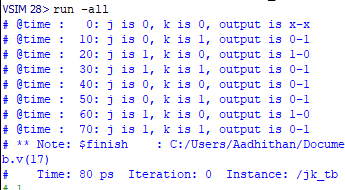 VSIM 28> run -all
# @time :   0: j is 0, k is 0, output is x-x
# @time :  10: j is 0, k is 1, output is 0-1
# @time :  20: j is 1, k is 0, output is 1-0
# @time :  30: j is 1, k is 1, output is 0-1
# @time :  40: j is 0, k is 0, output is 0-1
# @time :  50: j is 0, k is 1, output is 0-1
# @time :  60: j is 1, k is 0, output is 1-0
# @time :  70: j is 1, k is 1, output is 0-1
# ** Note: $finish    : C:/Users/Aadhithan/Docume
b.v(17)
#    Time: 80 ps  Iteration: 0  Instance: /jk_tb
# 1